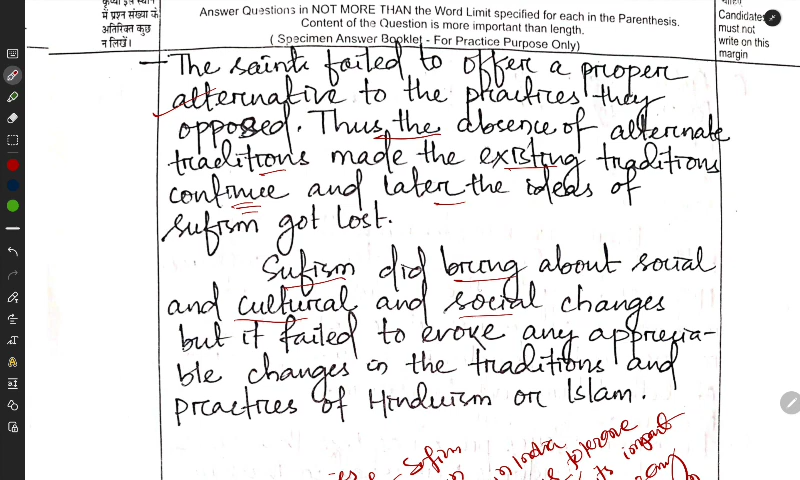 कृपया इस स्थान
में प्रश्न संख्या के
अतिरिक्त कुछ
न लिखें।
Answer Questions in NOT MORE THAN the Word Limit specified for each in the Parenthesis.
Content of the Question is more important than length.
( Specimen Answer Booklet - For Practice Purpose Only)
Candidates
must not
write on this
margin
– The saints failed to offer a proper
alternative to the practices they
opposed. Thus, the absence of alternate
traditions made the existing traditions
continue and later the ideas of
sufism got lost.
Sufism did bring about social
and cultural and social changes
but it failed to evoke any apprecia-
ble changes in the traditions and
practices of Hinduism or Islam.
Sufism
in India
tolerance
its